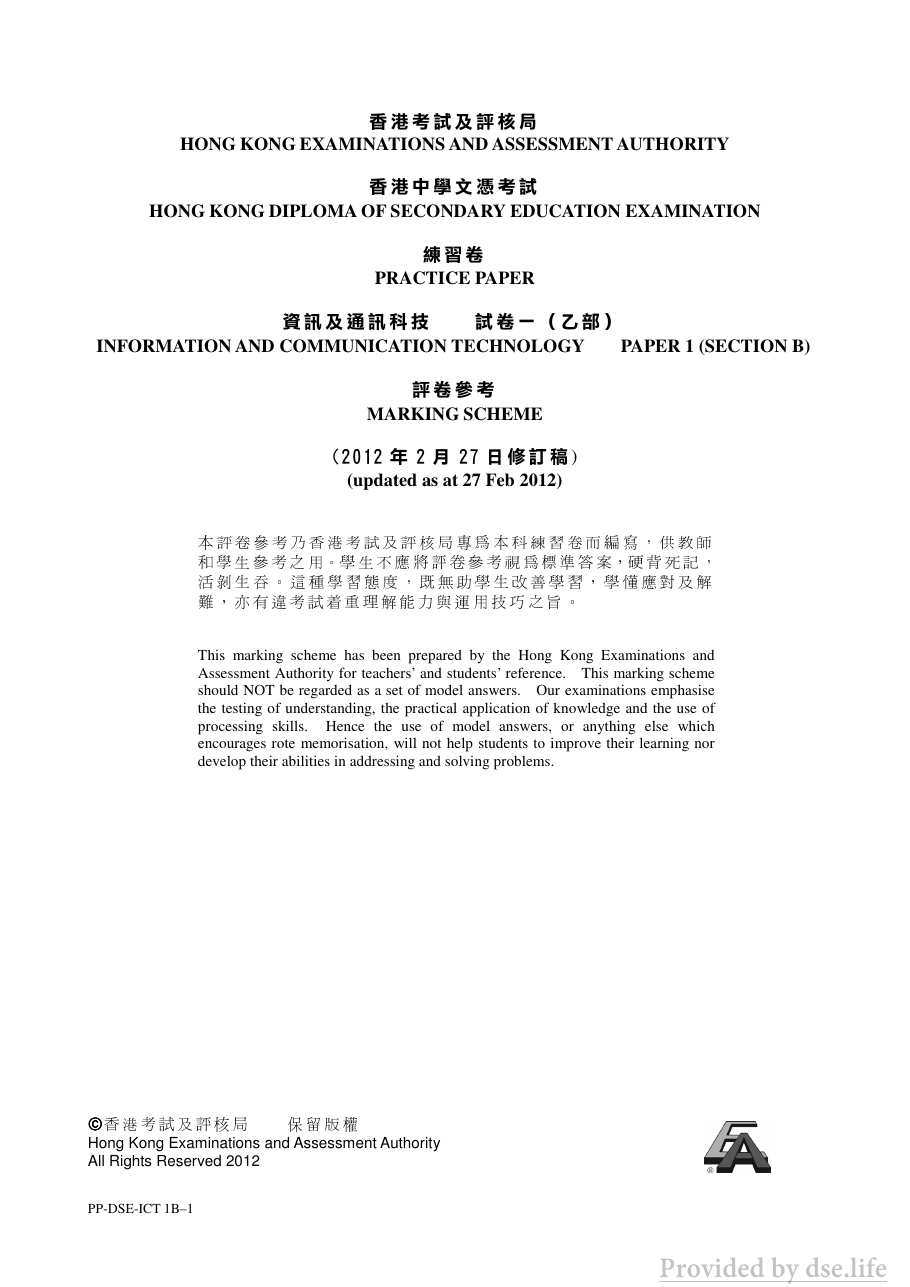 香港考試及評核局
HONG KONG EXAMINATIONS AND ASSESSMENT AUTHORITY
香港中學文憑考試
HONG KONG DIPLOMA OF SECONDARY EDUCATION EXAMINATION
練習卷
PRACTICE PAPER
資訊及通訊科技 試卷一（乙部）
INFORMATION AND COMMUNICATION TECHNOLOGY PAPER 1 (SECTION B)
評卷參考
MARKING SCHEME
（2012 年 2 月 27 日修訂稿）
(updated as at 27 Feb 2012)
本評卷參考乃香港考試及評核局專為本科練習卷而編寫，供教師
和學生參考之用。學生不應將評卷參考視為標準答案，硬背死記，
活剝生吞。這種學習態度，既無助學生改善學習，學懂應對及解
難，亦有違考試着重理解能力與運用技巧之旨。
This marking scheme has been prepared by the Hong Kong Examinations and
Assessment Authority for teachers’ and students’ reference. This marking scheme
should NOT be regarded as a set of model answers. Our examinations emphasise
the testing of understanding, the practical application of knowledge and the use of
processing skills. Hence the use of model answers, or anything else which
encourages rote memorisation, will not help students to improve their learning nor
develop their abilities in addressing and solving problems.
©香港考試及評核局 保留版權
Hong Kong Examinations and Assessment Authority
All Rights Reserved 2012
EA
®
PP-DSE-ICT 1B–1
Provided by dse.life